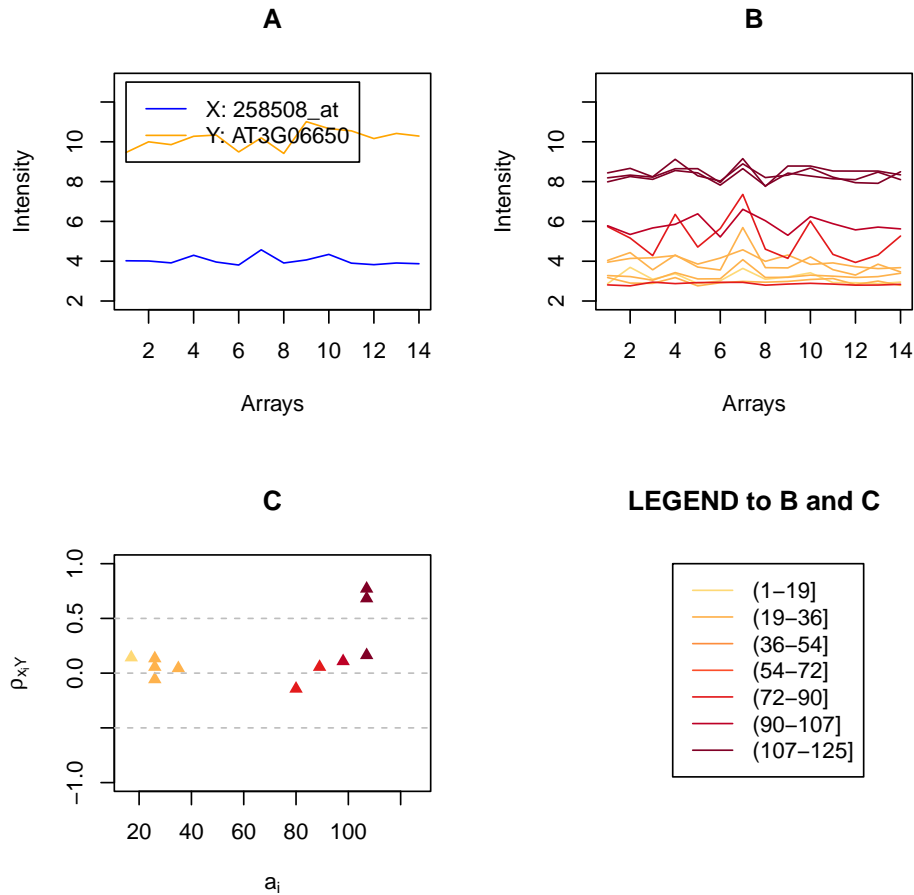 A
Intensity
2
4
6
8
10
X: 258508_at
Y: AT3G06650
2 4 6 8 10 12 14
Arrays
B
Intensity
2
4
6
8
10
2 4 6 8 10 12 14
Arrays
C
ρxiY
1.0
0.5
0.0
−1.0
20 40 60 80 100
ai
LEGEND to B and C
(1−19]
(19−36]
(36−54]
(54−72]
(72−90]
(90−107]
(107−125]